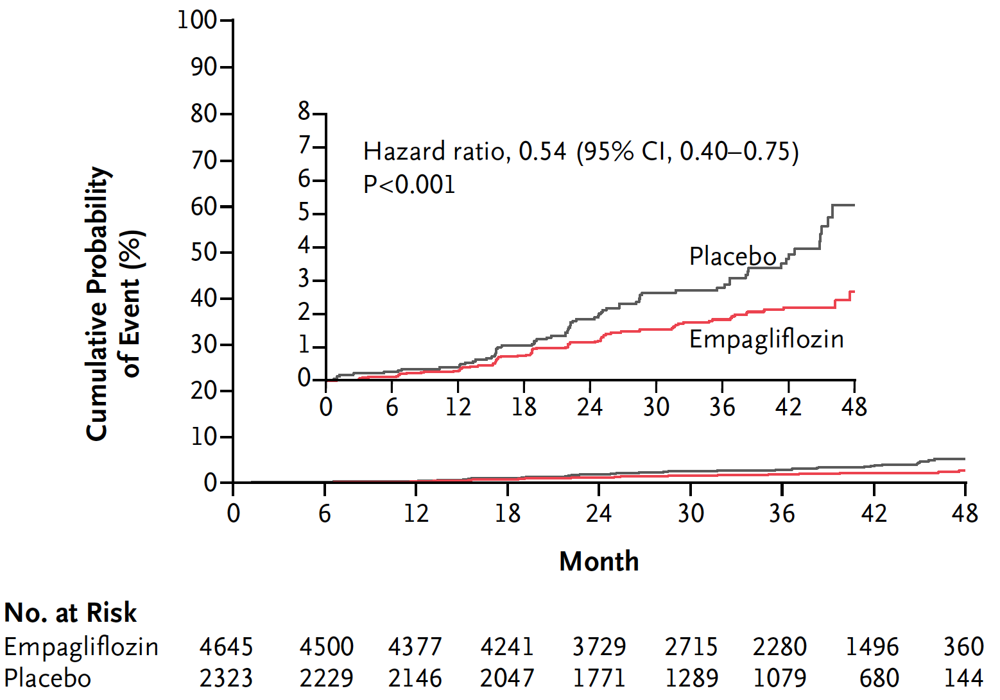 100
90
80
70
60
50
40
30
20
10
0
Cumulative Probability
of Event (%)
8
7
6
5
4
3
2
1
0
Hazard ratio, 0.54 (95% CI, 0.40–0.75)
P<0.001
Placebo
Empagliflozin
0 6 12 18 24 30 36 42 48
0 6 12 18 24 30 36 42 48
Month
No. at Risk
Empagliflozin 4645 4500 4377 4241 3729 2715 2280 1496 360
Placebo 2323 2229 2146 2047 1771 1289 1079 680 144